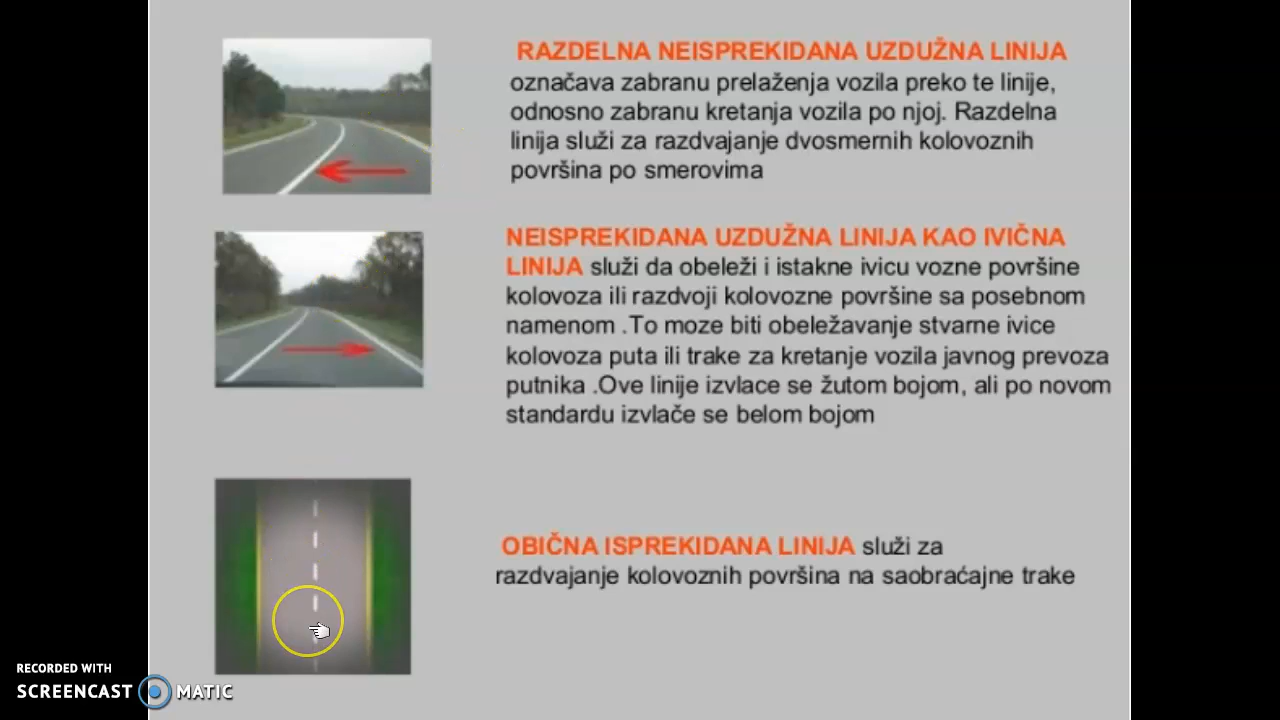 RAZDELNA NEISPREKIDANA UZDUŽNA LINIJA
označava zabranu prelaženja vozila preko te linije,
odnosno zabranu kretanja vozila po njoj. Razdelna
linija služi za razdvajanje dvosmernih kolovoznih
površina po smerovima
NEISPREKIDANA UZDUŽNA LINIJA KAO IVIČNA
LINIJA služi da obeleži i istakne ivicu vozne površine
kolovoza ili razdvoji kolovozne površine sa posebnom
namenom .To moze biti obeležavanje stvarne ivice
kolovoza puta ili trake za kretanje vozila javnog prevoza
putnika .Ove linije izvlace se žutom bojom, ali po novom
standardu izvlače se belom bojom
OBIČNA ISPREKIDANA LINIJA služi za
razdvajanje kolovoznih površina na saobraćajne trake
RECORDED WITH
SCREENCAST MATIC